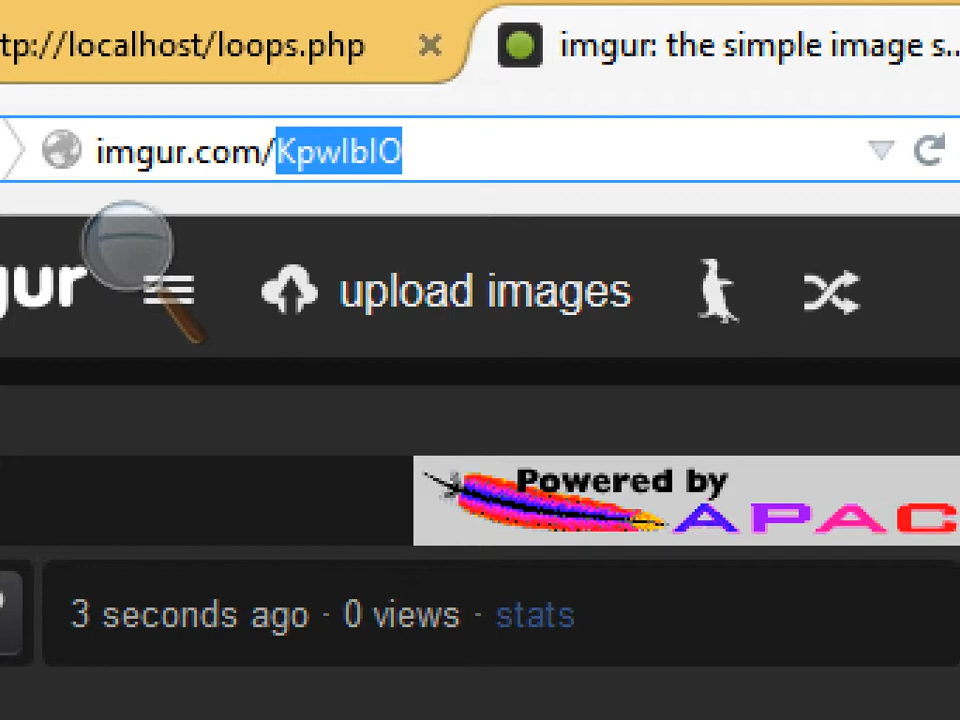 tp://localhost/loops.php
imgur: the simple image s...
imgur.com/KpwlblO
gur
upload images
Powered by
APAC
3 seconds ago · 0 views · stats